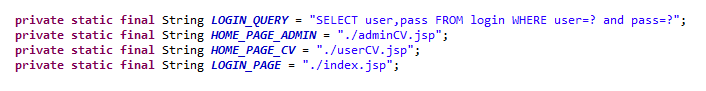 private static final String LOGIN_QUERY = "SELECT user,pass FROM login WHERE user=? and pass=?";
private static final String HOME_PAGE_ADMIN = "./adminCV.jsp";
private static final String HOME_PAGE_CV = "./userCV.jsp";
private static final String LOGIN_PAGE = "./index.jsp";